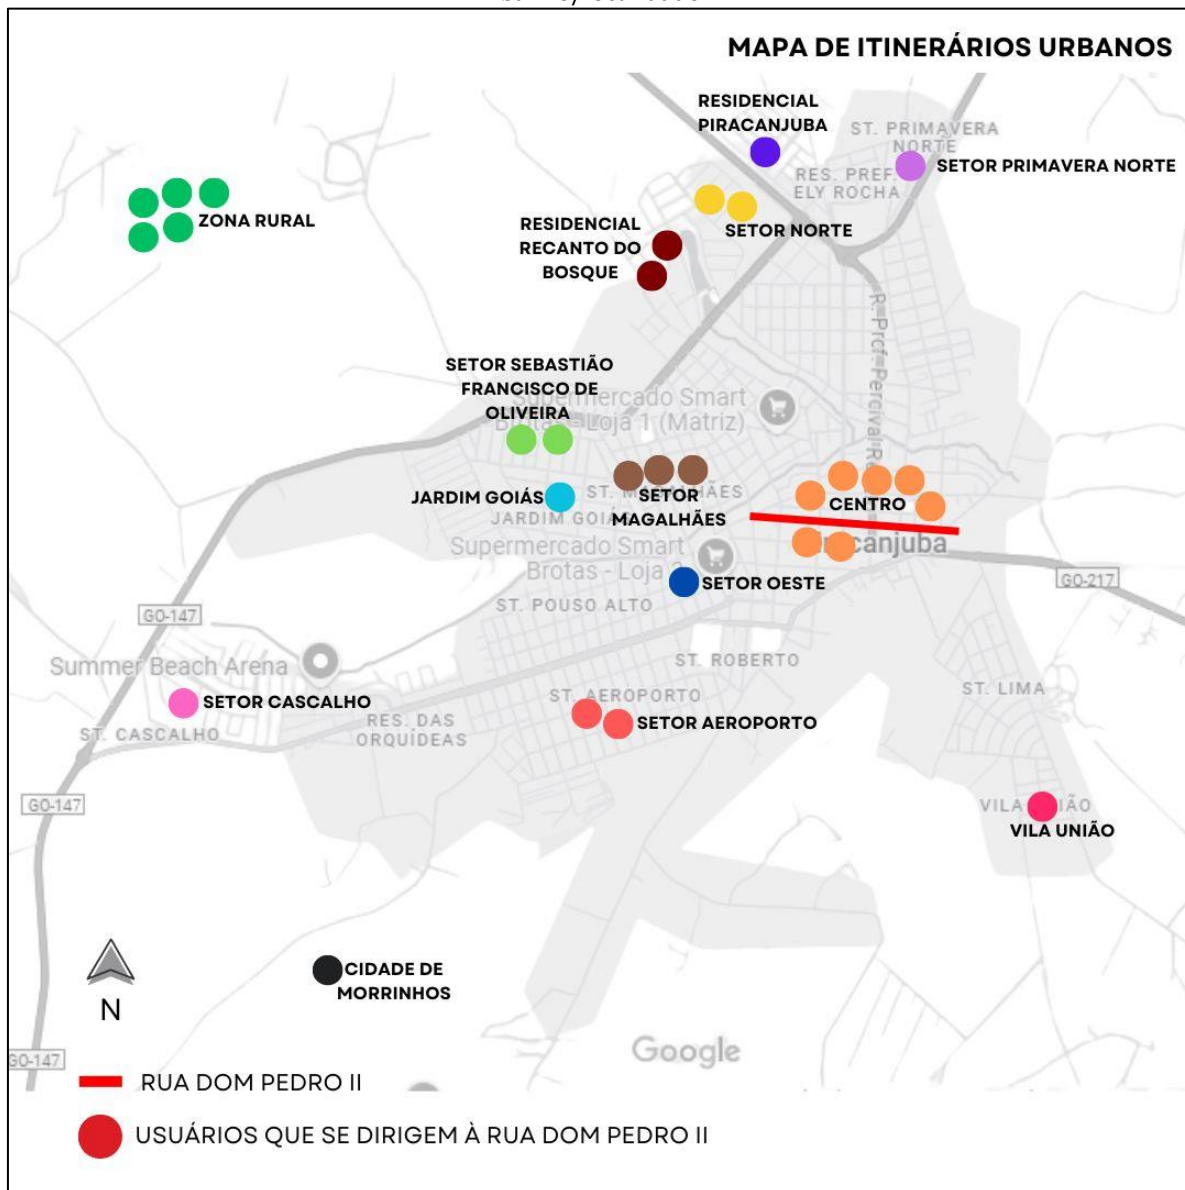 MAPA DE ITINERÁRIOS URBANOS
RESIDENCIAL
PIRACANJUBA
ST. PRIMAVERA
NORTE
SETOR PRIMAVERA NORTE
RES. PREF.
ELY ROCHA
ZONA RURAL
RESIDENCIAL
RECANTO DO
BOSQUE
SETOR NORTE
SETOR SEBASTIÃO
FRANCISCO DE
OLIVEIRA
Supermercado Smart
Brotas - Loja 1 (Matriz)
R. Prof. Percival
JARDIM GOIÁS
ST. MAGALHÃES
SETOR
MAGALHÃES
JARDIM GOIÁS
CENTRO
Supermercado Smart
Brotas - Loja
canjuba
SETOR OESTE
GO-217
ST. POUSO ALTO
GO-147
Summer Beach Arena
ST. ROBERTO
ST. LIMA
SETOR CASCALHO
ST. CASCALHO
RES. DAS
ORQUÍDEAS
ST. AEROPORTO
SETOR AEROPORTO
GO-147
VILA UNIÃO
VILA UNIÃO
CIDADE DE
MORRINHOS
N
Google
GO-147
RUA DOM PEDRO II
USUÁRIOS QUE SE DIRIGEM À RUA DOM PEDRO II